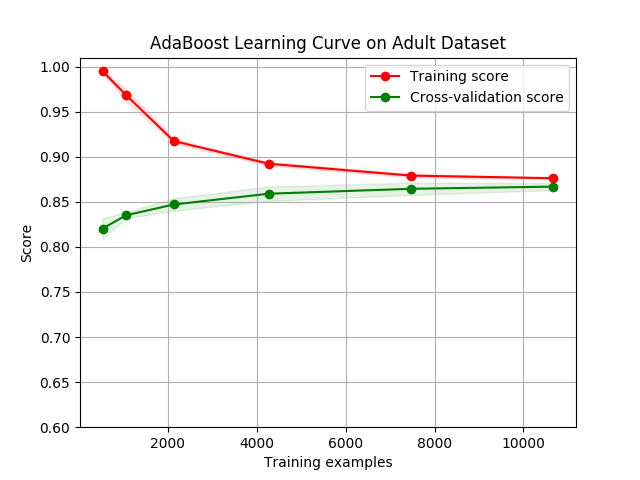 AdaBoost Learning Curve on Adult Dataset
1.00
0.95
0.90
0.85
0.80
0.75
0.70
0.65
0.60
Score
Training score
Cross-validation score
2000 4000 6000 8000 10000
Training examples